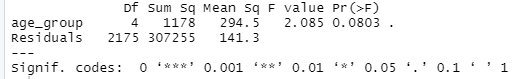 Df Sum Sq Mean Sq F value Pr(>F)
age_group 4 1178 294.5 2.085 0.0803 .
Residuals 2175 307255 141.3
---
Signif. codes: 0 ‘***’ 0.001 ‘**’ 0.01 ‘*’ 0.05 ‘.’ 0.1 ‘ ’ 1